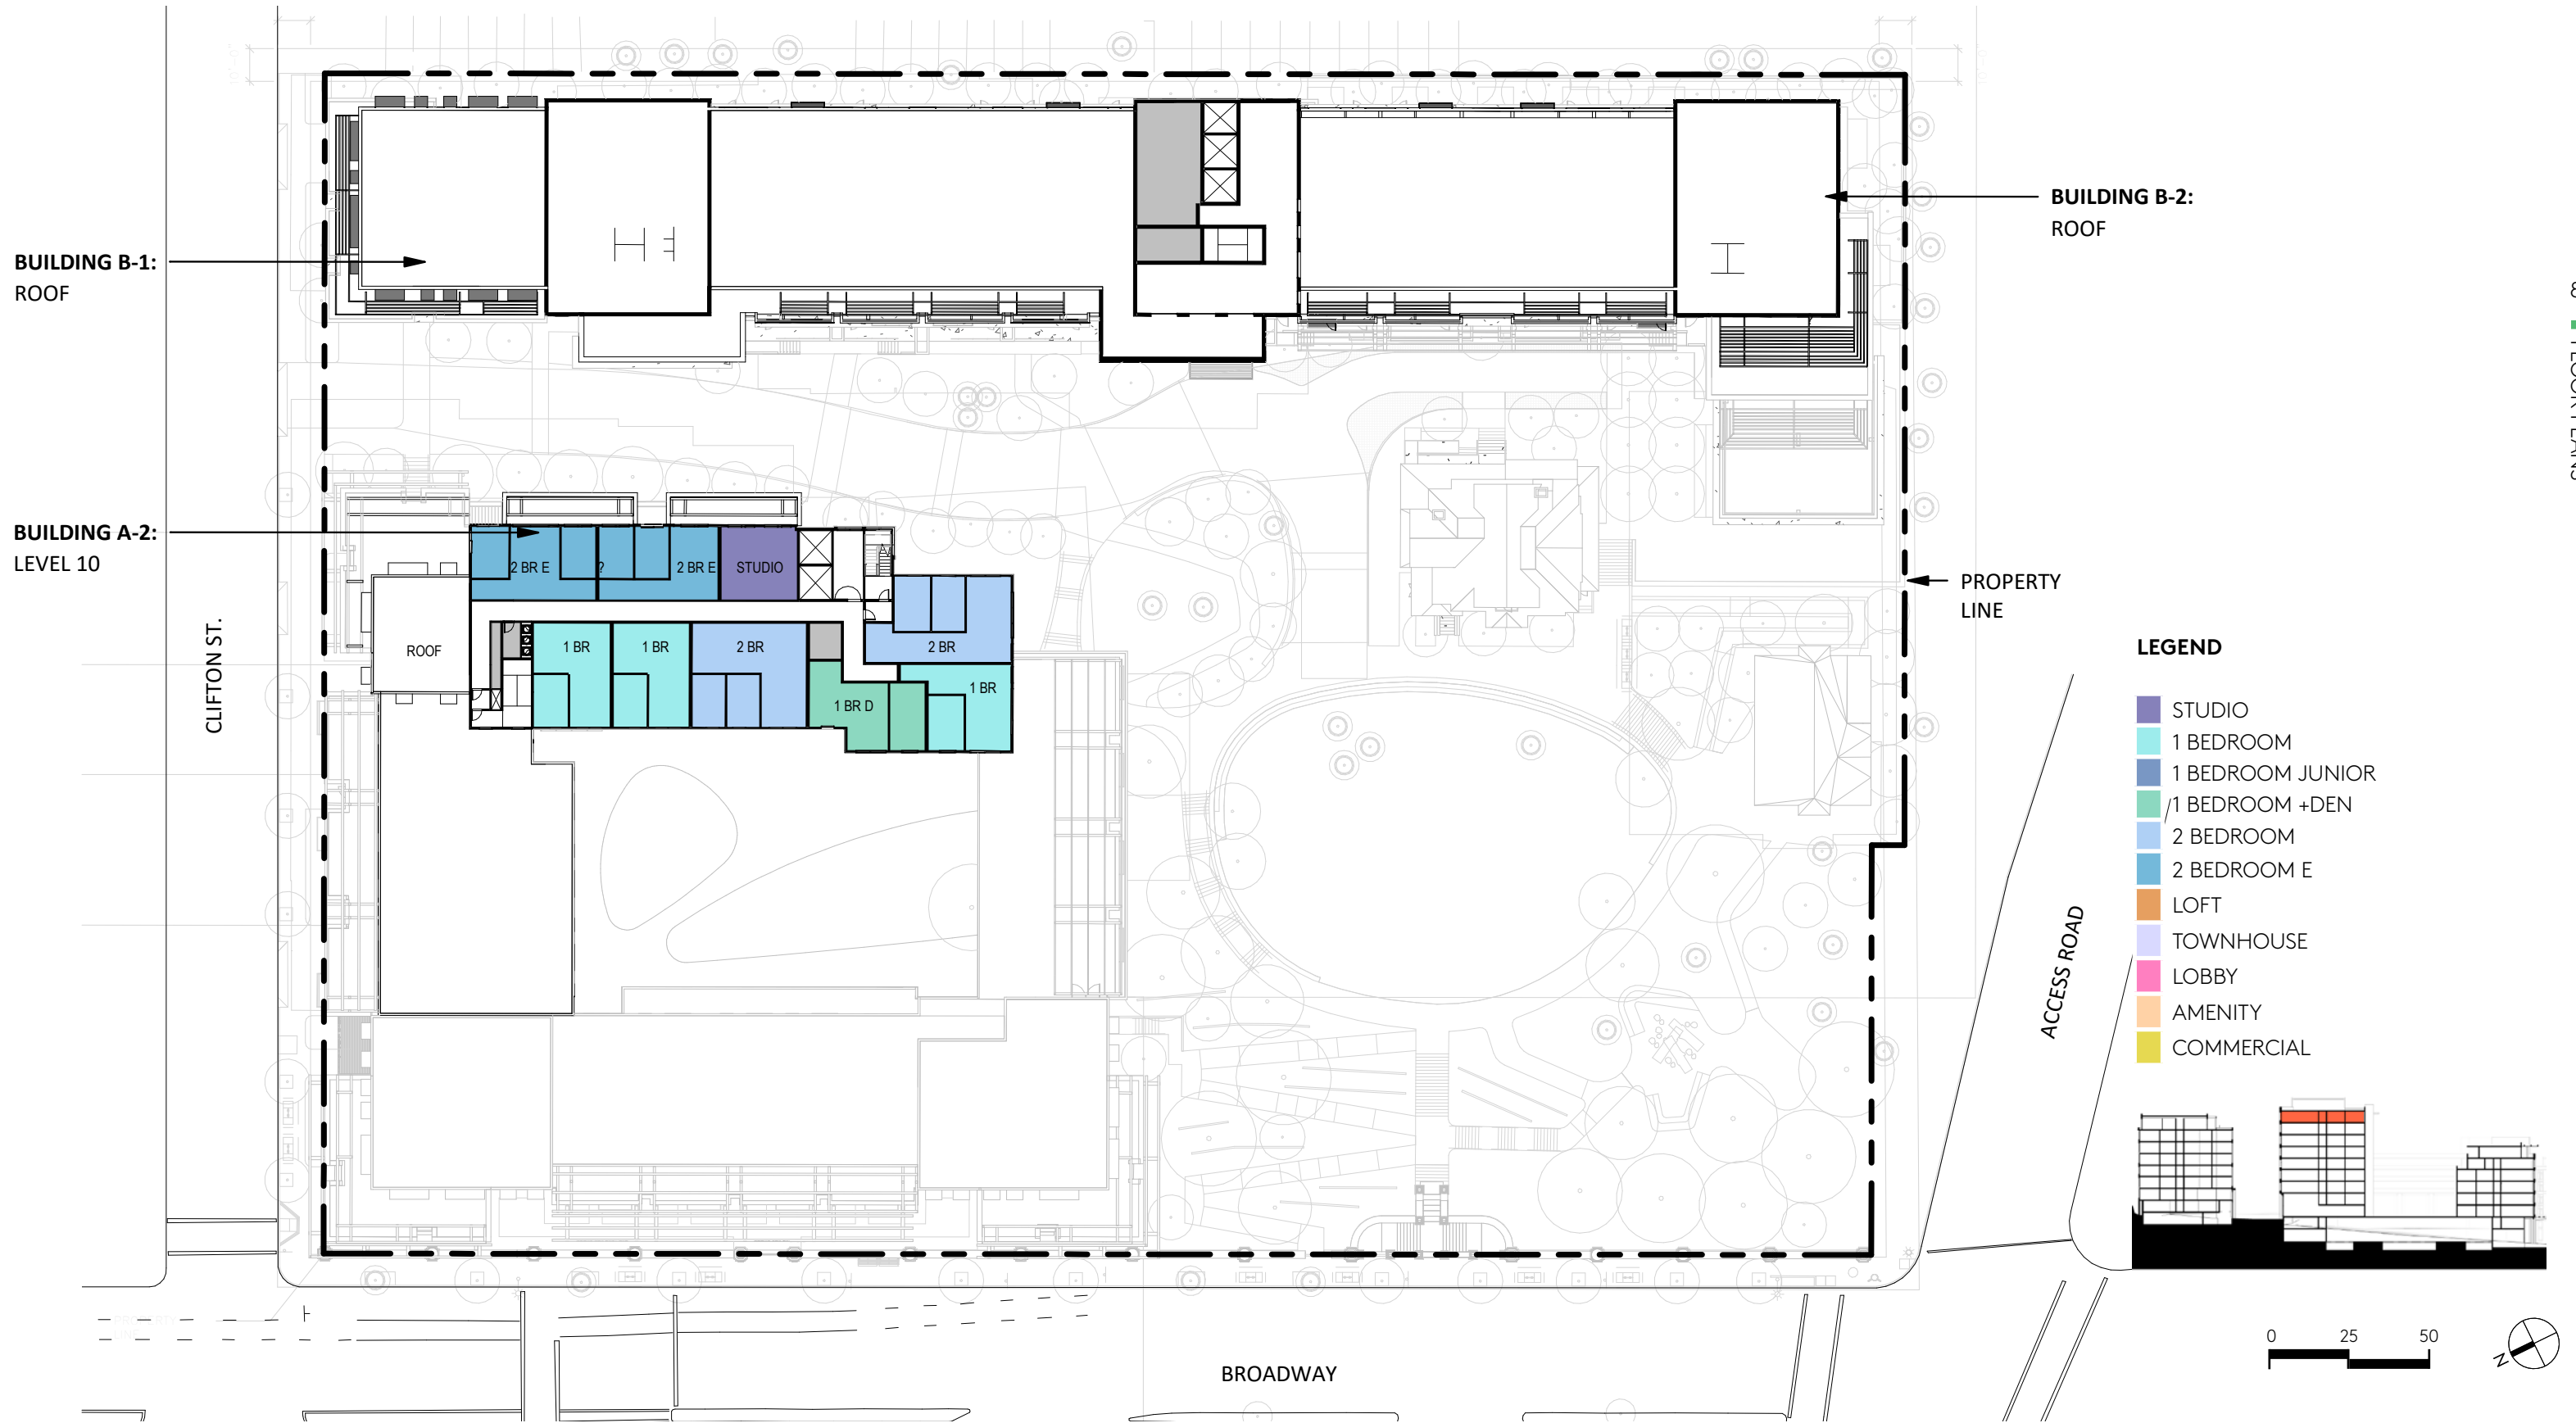 BUILDING B-1:
ROOF
BUILDING B-2:
ROOF
FLOOR PLANS
BUILDING A-2:
LEVEL 10
2 BR E
?
2 BR E
STUDIO
PROPERTY
LINE
CLIFTON ST.
ROOF
1 BR
1 BR
2 BR
2 BR
1 BR
1 BR D
LEGEND
STUDIO
1 BEDROOM
1 BEDROOM JUNIOR
1 BEDROOM +DEN
2 BEDROOM
2 BEDROOM E
LOFT
TOWNHOUSE
LOBBY
AMENITY
COMMERCIAL
ACCESS ROAD
BROADWAY
0 25 50
N